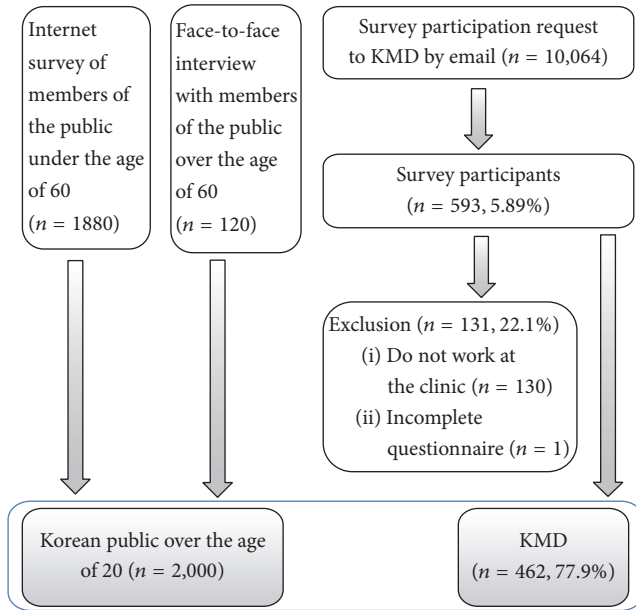 Internet
survey of
members of
the public
under the age
of 60
(n = 1880)
Face-to-face
interview
with members
of the public
over the age
of 60
(n = 120)
Survey participation request
to KMD by email (n = 10,064)
Survey participants
(n = 593, 5.89%)
Exclusion (n = 131, 22.1%)
(i) Do not work at
the clinic (n = 130)
(ii) Incomplete
questionnaire (n = 1)
Korean public over the age
of 20 (n = 2,000)
KMD
(n = 462, 77.9%)